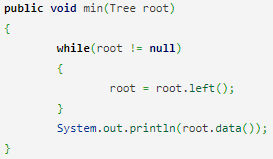 public void min(Tree root)
{
while(root != null)
{
root = root.left();
}
System.out.println(root.data());
}